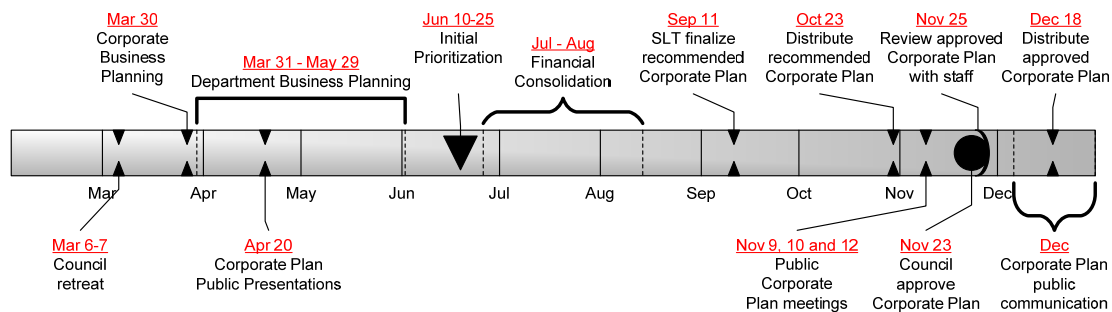 Mar 30
Corporate
Business
Planning
Mar 31 - May 29
Department Business Planning
Jun 10-25
Initial
Prioritization
Jul - Aug
Financial
Consolidation
Sep 11
SLT finalize
recommended
Corporate Plan
Oct 23
Distribute
recommended
Corporate Plan
Nov 25
Review approved
Corporate Plan
with staff
Dec 18
Distribute
approved
Corporate Plan
Mar
Apr
May
Jun
Jul
Aug
Sep
Oct
Nov
Dec
Mar 6-7
Council
retreat
Apr 20
Corporate Plan
Public Presentations
Nov 9, 10 and 12
Public
Corporate
Plan meetings
Nov 23
Council
approve
Corporate Plan
Dec
Corporate Plan
public
communication